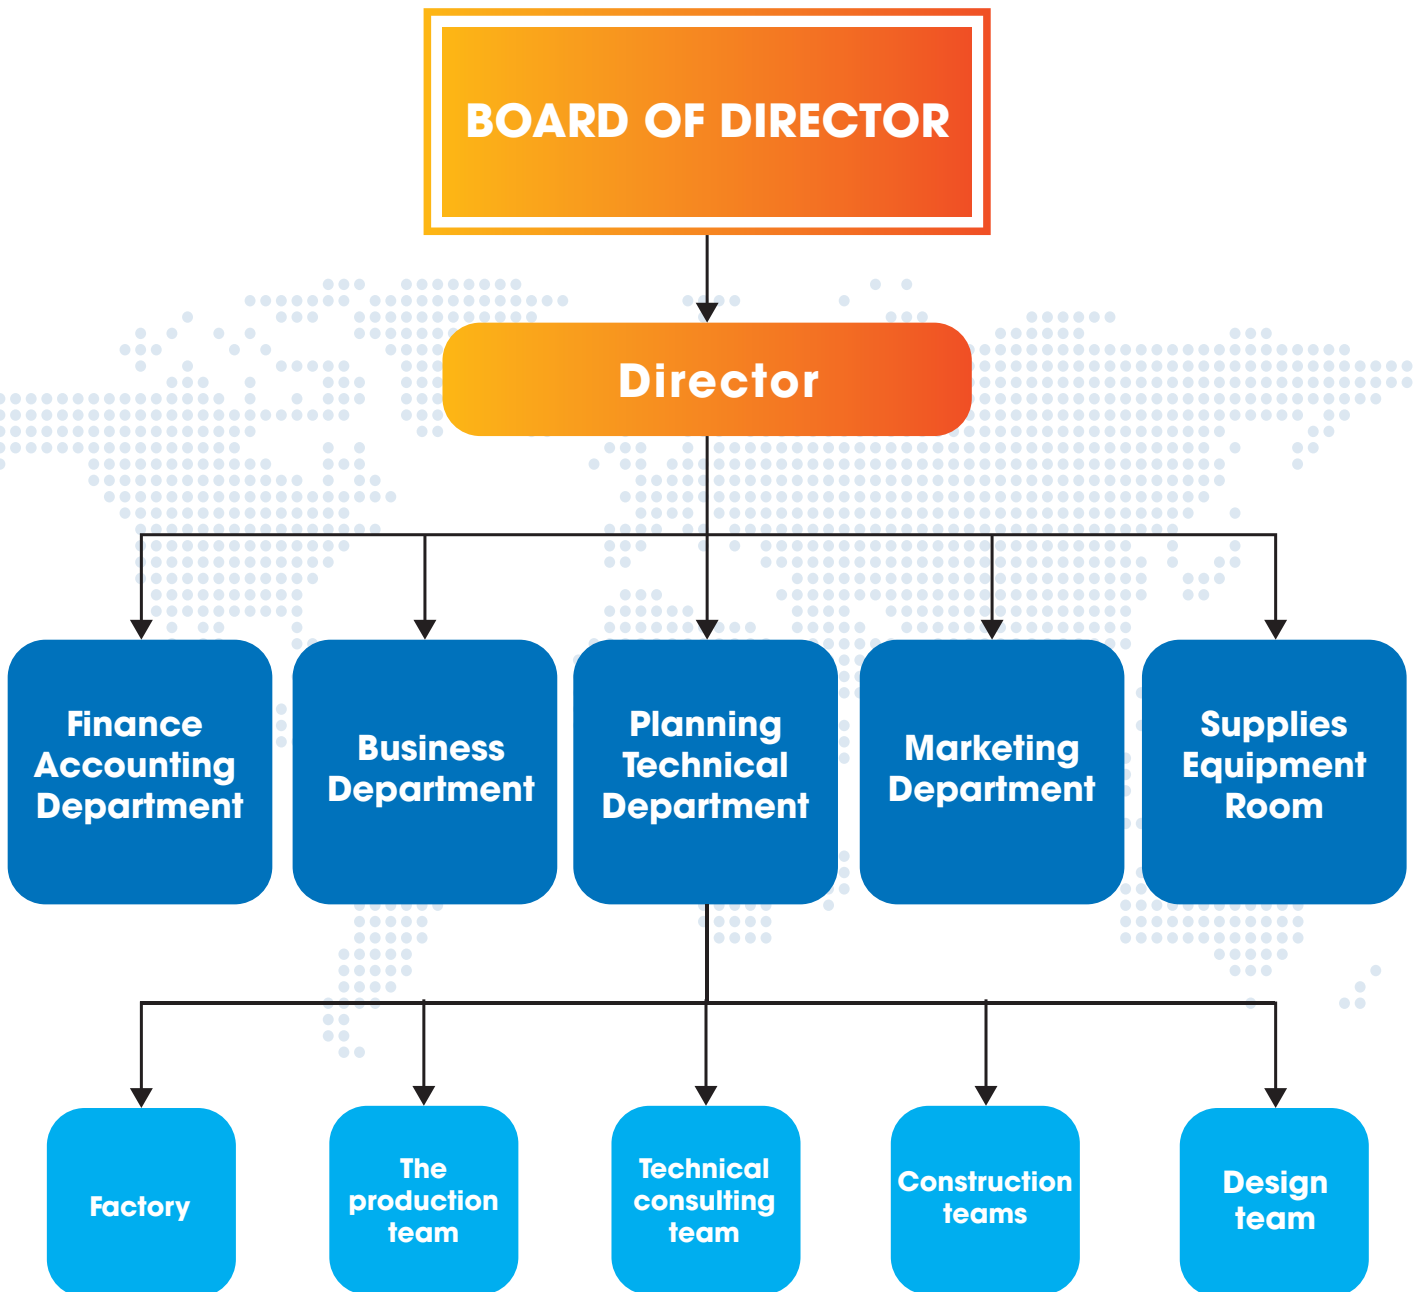 BOARD OF DIRECTOR
Director
Finance
Accounting
Department
Business
Department
Planning
Technical
Department
Marketing
Department
Supplies
Equipment
Room
Factory
The
production
team
Technical
consulting
team
Construction
teams
Design
team